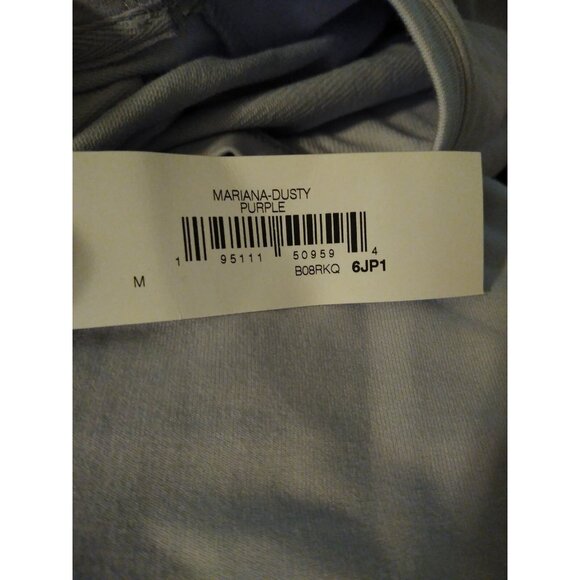 MARIANA-DUSTY
PURPLE
1 95111 50959 4
B08RKQ 6JP1
M